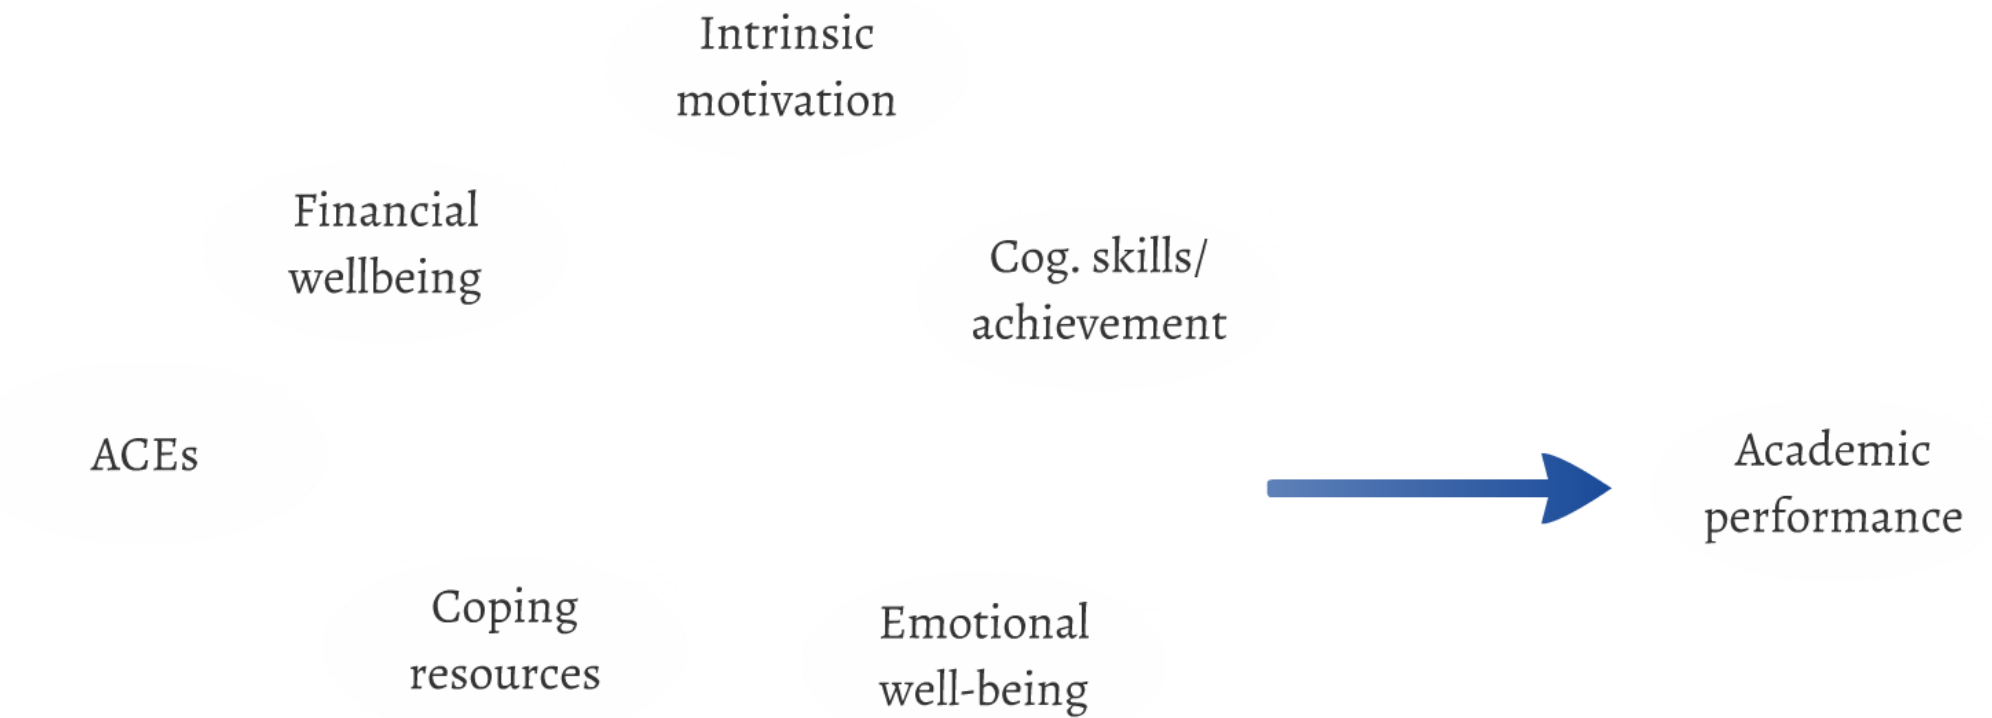 Intrinsic
motivation
Financial
wellbeing
Cog. skills/
achievement
ACEs
Academic
performance
Coping
resources
Emotional
well-being